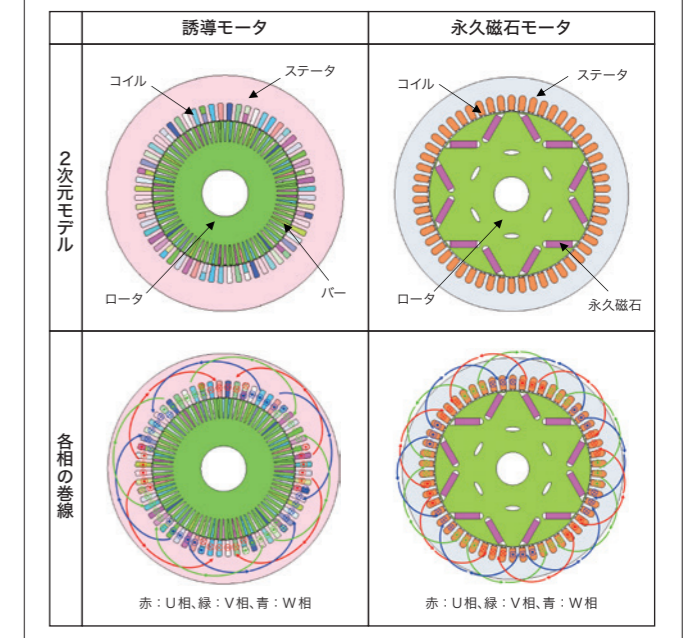 誘導モータ
永久磁石モータ
2次元モデル
コイル
ステータ
ロータ
バー
コイル
ステータ
ロータ
永久磁石
各相の巻線
赤：U相、緑：V相、青：W相
赤：U相、緑：V相、青：W相